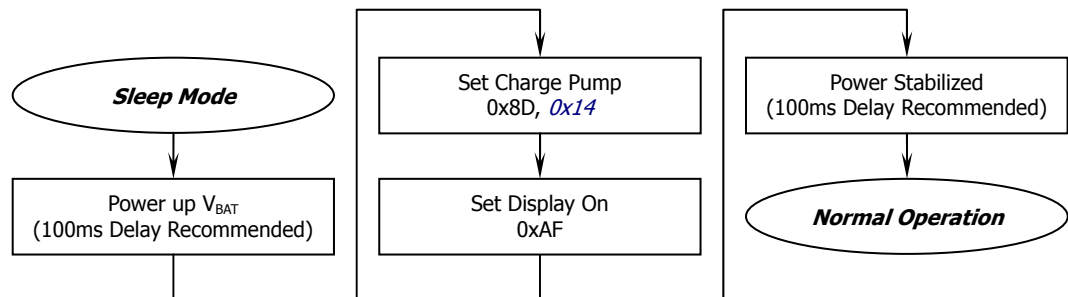 Sleep Mode
Power up VBAT
(100ms Delay Recommended)
Set Charge Pump
0x8D, 0x14
Set Display On
0xAF
Power Stabilized
(100ms Delay Recommended)
Normal Operation